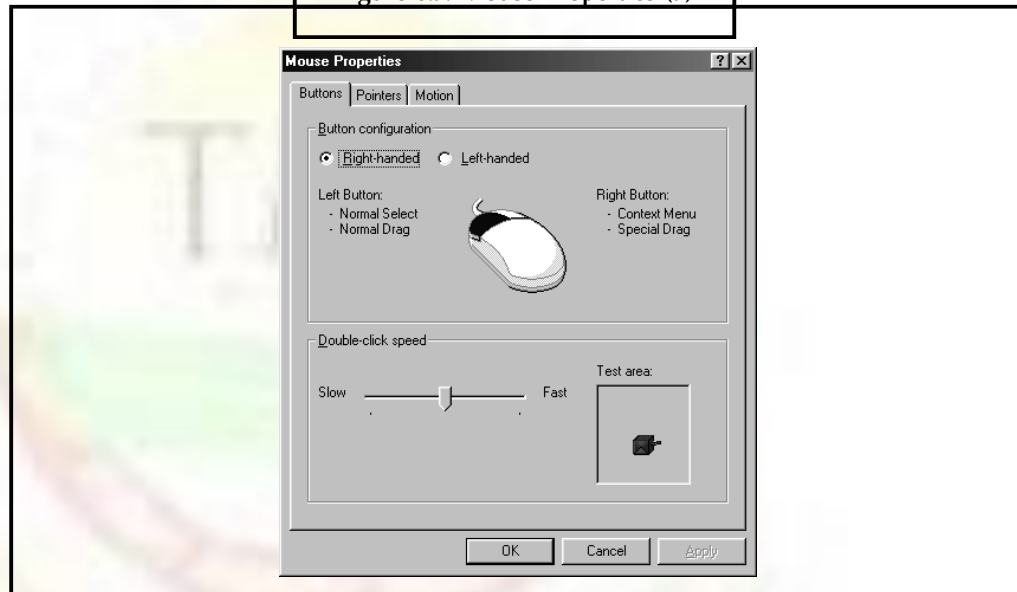 Mouse Properties
Buttons Pointers Motion
Button configuration
Right-handed Left-handed
Left Button:
- Normal Select
- Normal Drag
Right Button:
- Context Menu
- Special Drag
Double-click speed
Slow Fast
Test area:
OK Cancel Apply